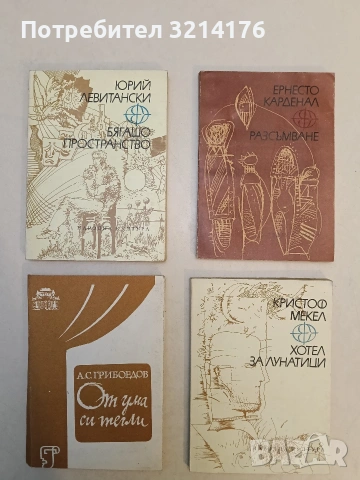 Потребител 3214176
ЮРИЙ
ЛЕВИТАНСКИ
БЯГАЩО
ПРОСТРАНСТВО
ЕРНЕСТО
КАРДЕНАЛ
РАЗСЪМВАНЕ
А.С. ГРИБОЕДОВ
От ума
си тегли
КРИСТОФ
МЕКЕЛ
ХОТЕЛ
ЗА ЛУНАТИЦИ
bazar